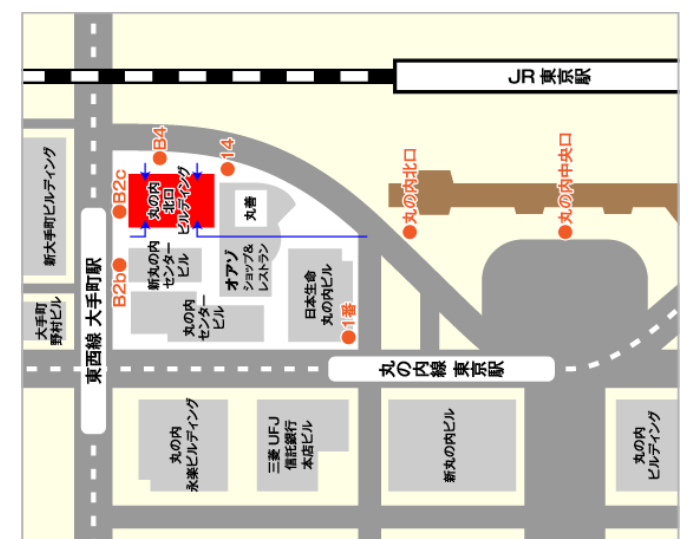 JR 東京駅
B4
14
B2c
丸の内
北口
ビルディング
丸善
丸の内北口
丸の内中央口
新大手町ビルディング
東西線 大手町駅
B2b
新丸の内
センター
ビル
オアゾ
ショップ&
レストラン
日本生命
丸の内ビル
1番
大手町
野村ビル
丸の内
センター
ビル
丸の内線 東京駅
丸の内
永楽ビルディング
三菱 UFJ
信託銀行
本店ビル
新丸の内ビル
丸の内
ビルディング